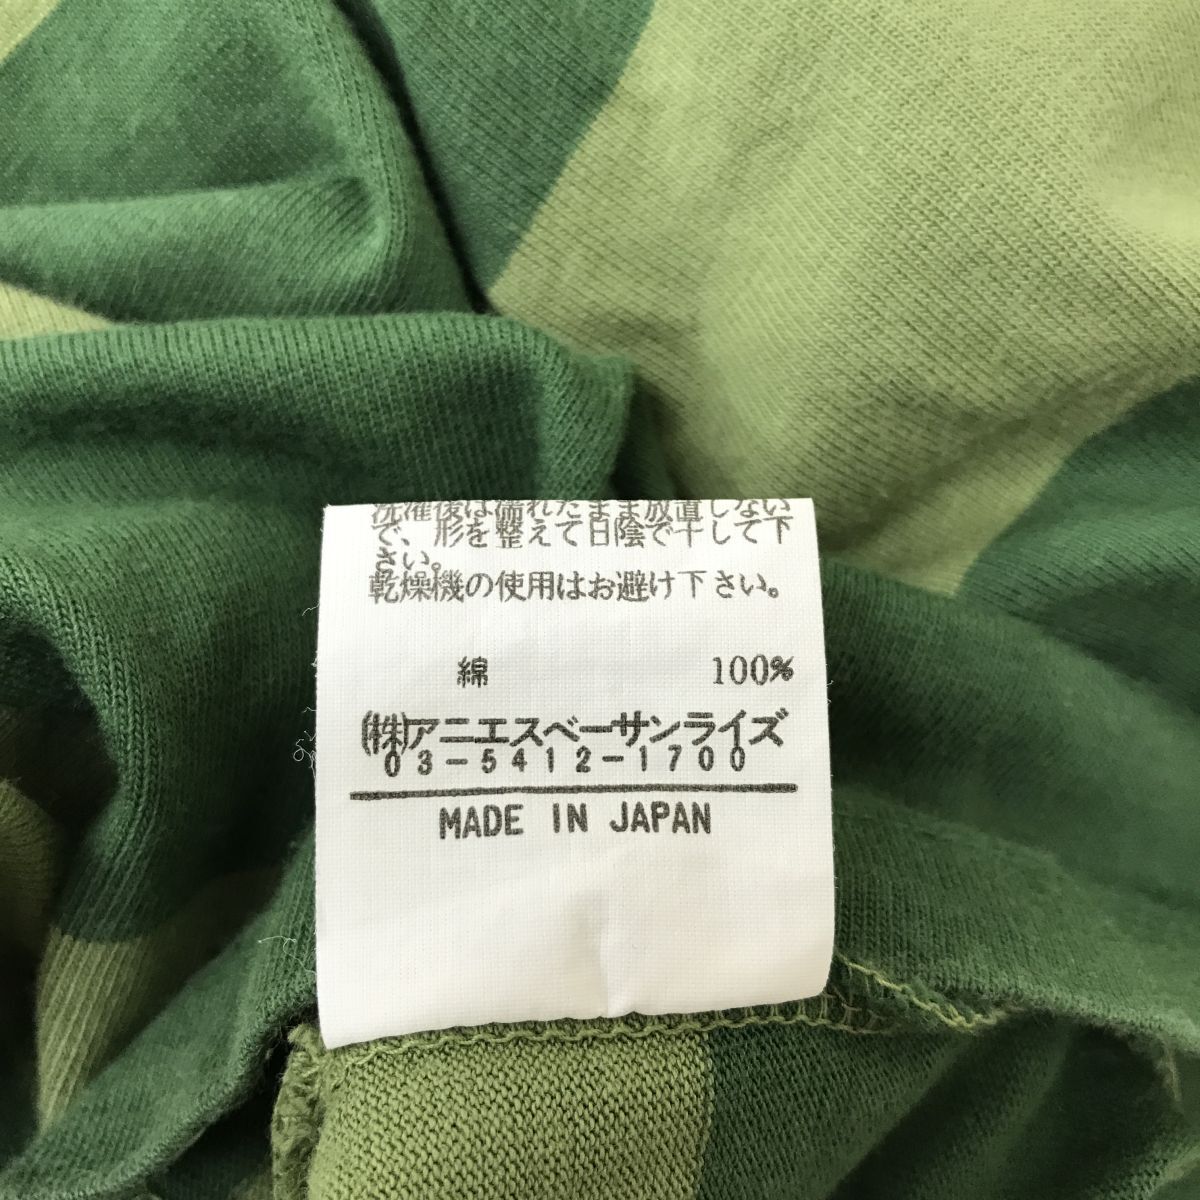 洗濯後は濡れたまま放置しない
で、形を整えて日陰で干して下
さい。
乾燥機の使用はお避け下さい。
綿 100%
(株)アニエスベーサンライズ
03-5412-1700
MADE IN JAPAN